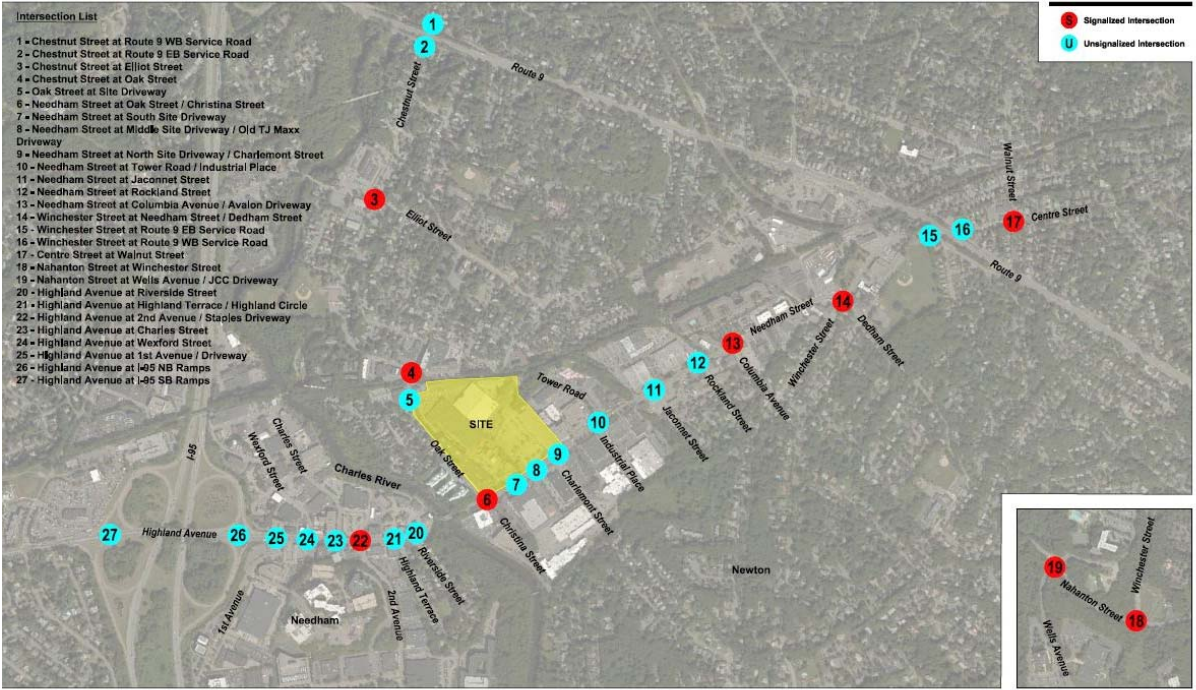 Intersection List
1 - Chestnut Street at Route 9 WB Service Road
2 - Chestnut Street at Route 9 EB Service Road
3 - Chestnut Street at Elliot Street
4 - Chestnut Street at Oak Street
5 - Oak Street at Site Driveway
6 - Needham Street at Oak Street / Christina Street
7 - Needham Street at South Site Driveway
8 - Needham Street at Middle Site Driveway / Old TJ Maxx
Driveway
9 - Needham Street at North Site Driveway / Charlemont Street
10 - Needham Street at Tower Road / Industrial Place
11 - Needham Street at Jaconnet Street
12 - Needham Street at Rockland Street
13 - Needham Street at Columbia Avenue / Avalon Driveway
14 - Winchester Street at Needham Street / Dedham Street
15 - Winchester Street at Route 9 EB Service Road
16 - Winchester Street at Route 9 WB Service Road
17 - Centre Street at Walnut Street
18 - Nahanton Street at Winchester Street
19 - Nahanton Street at Wells Avenue / JCC Driveway
20 - Highland Avenue at Riverside Street
21 - Highland Avenue at Highland Terrace / Highland Circle
22 - Highland Avenue at 2nd Avenue / Staples Driveway
23 - Highland Avenue at Charles Street
24 - Highland Avenue at Wexford Street
25 - Highland Avenue at 1st Avenue / Driveway
26 - Highland Avenue at I-95 NB Ramps
27 - Highland Avenue at I-95 SB Ramps
S Signalized Intersection
U Unsignalized Intersection
1
2
Chestnut Street
Route 9
3
Elliot Street
Walnut Street
17
Centre Street
16
15
Route 9
14
Dedham Street
Needham Street
Winchester Street
13
Columbia Avenue
12
Rockland Street
11
Jaconnet Street
Tower Road
10
Industrial Place
4
5
SITE
Oak Street
9
8
7
6
Charlemont Street
Christina Street
I-95
Wexford Street
Charles Street
Charles River
27
Highland Avenue
26
25
24
23
22
21
20
Riverside Street
Highland Terrace
2nd Avenue
1st Avenue
Needham
Newton
19
Nahanton Street
18
Winchester Street
Wells Avenue